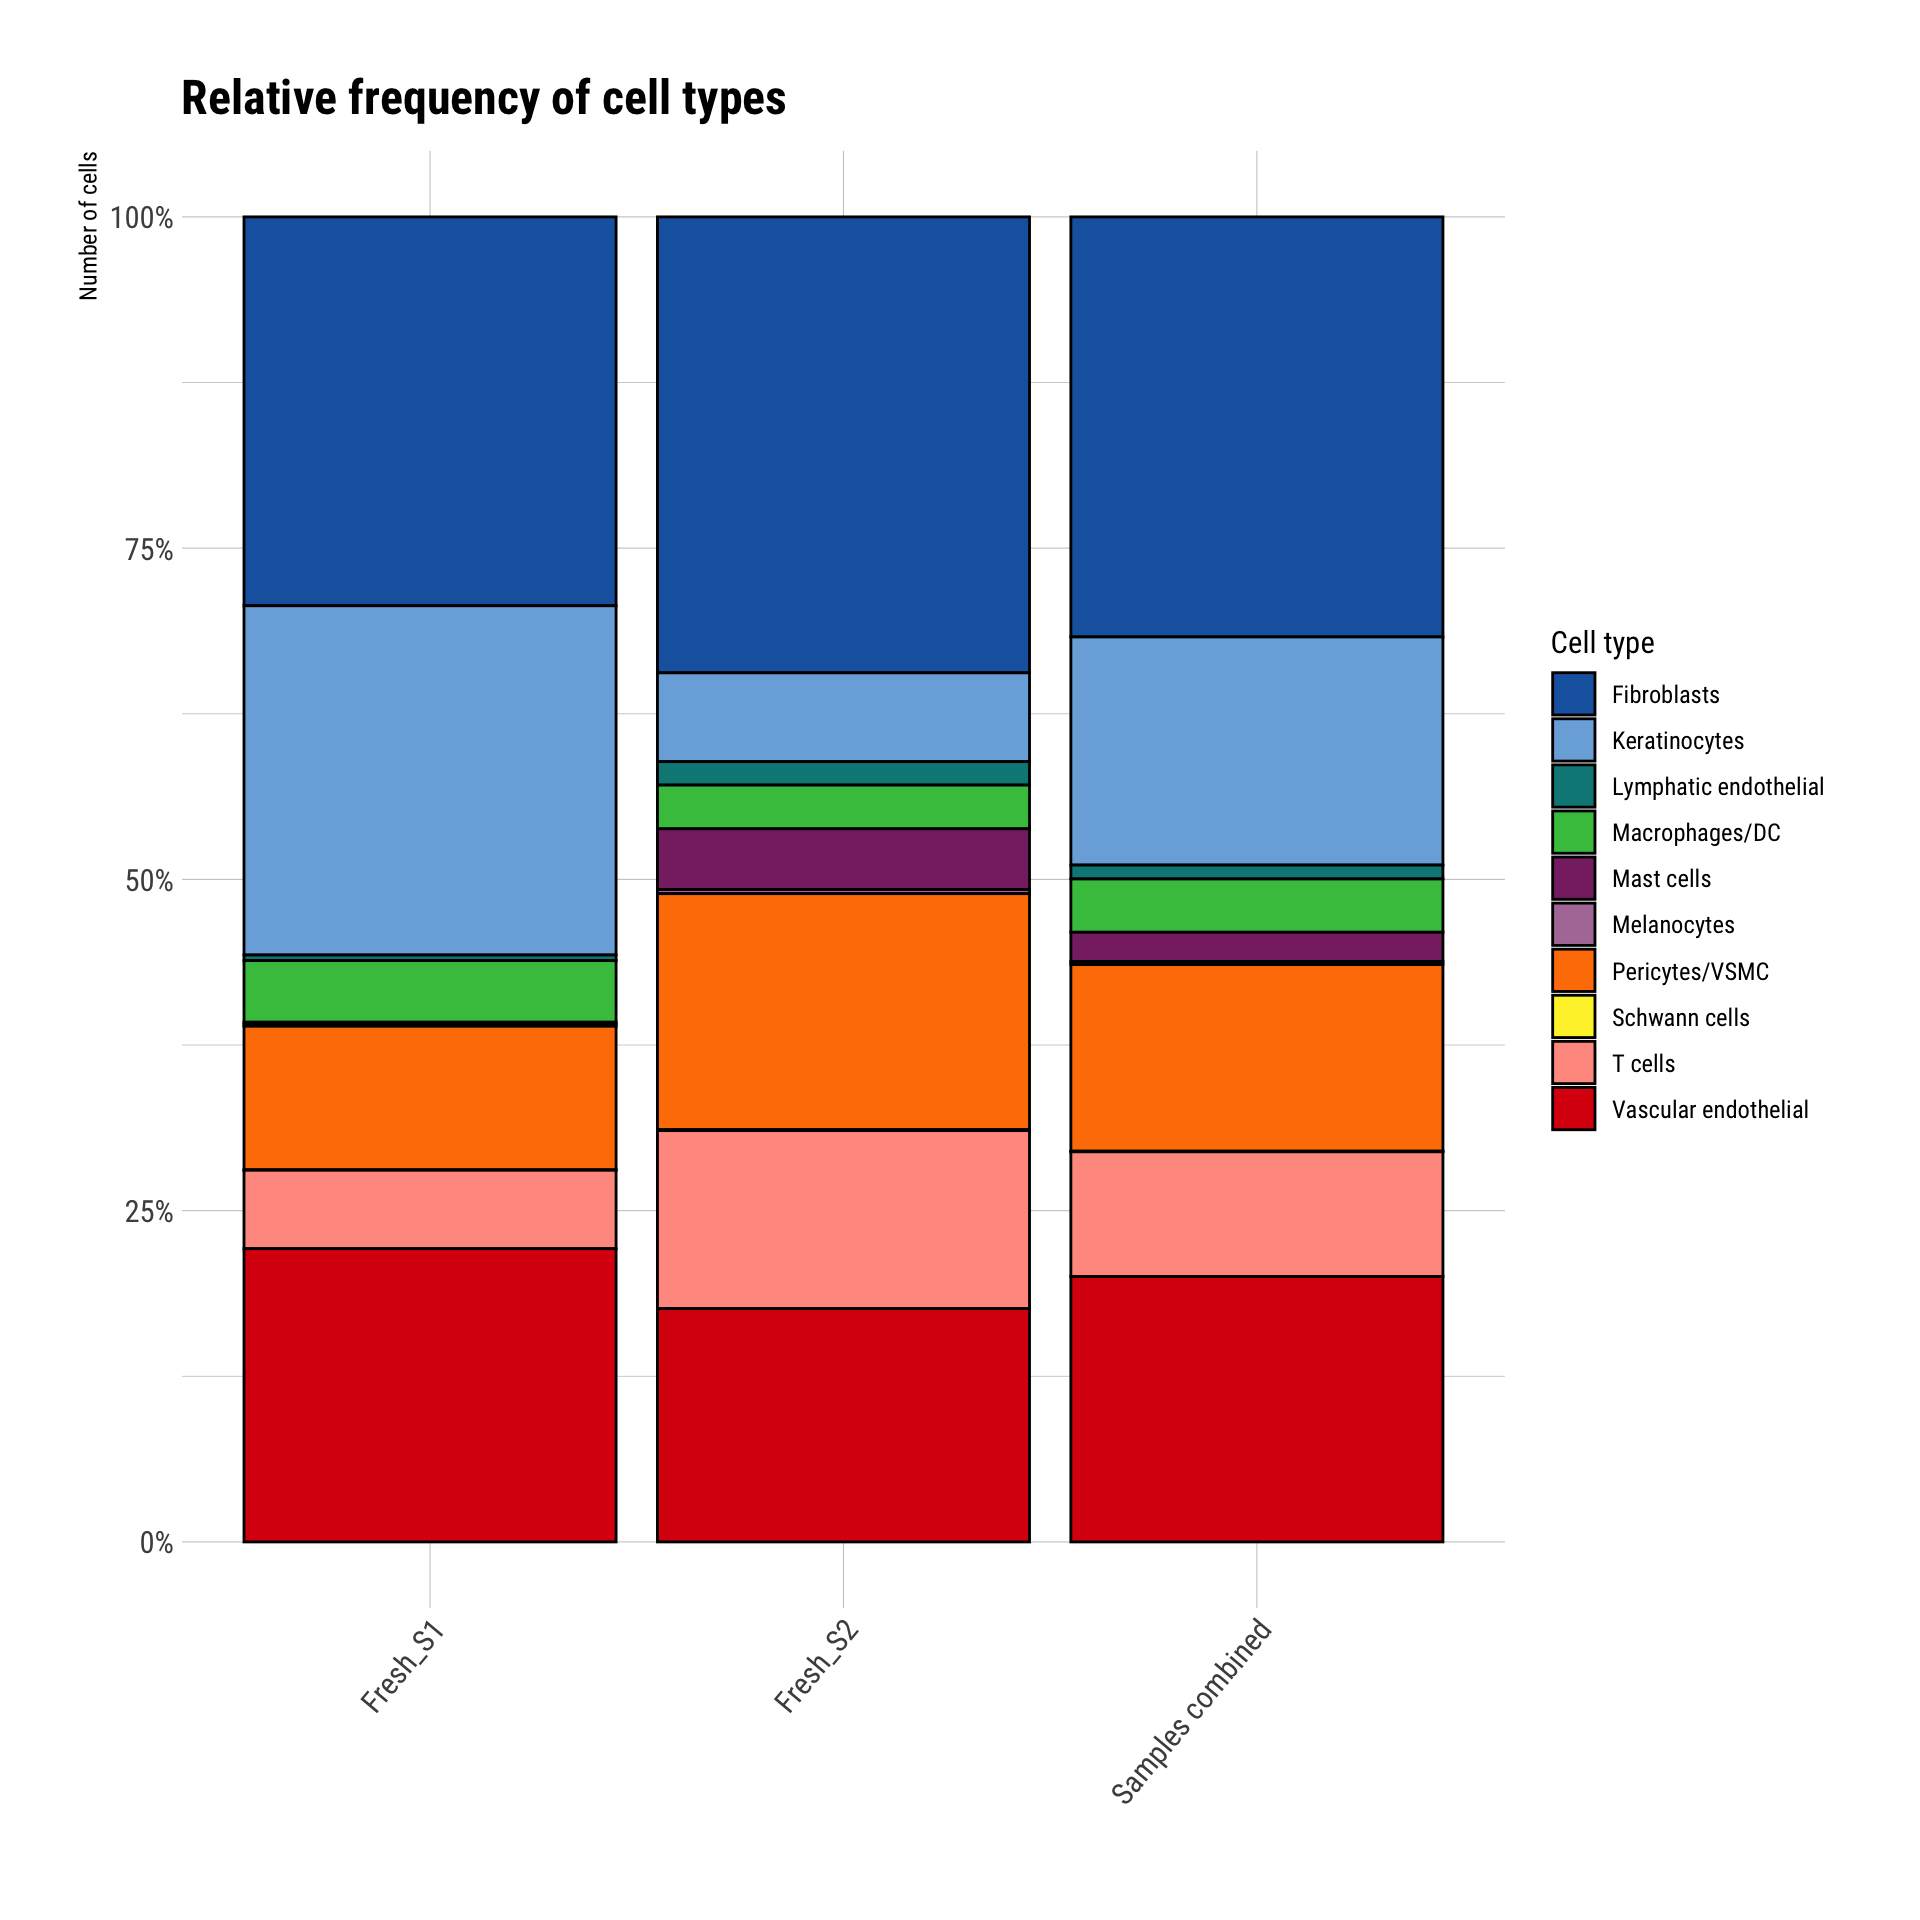 Relative frequency of cell types
Number of cells
100%
75%
50%
25%
0%
Fresh_S1
Fresh_S2
Samples combined
Cell type
Fibroblasts
Keratinocytes
Lymphatic endothelial
Macrophages/DC
Mast cells
Melanocytes
Pericytes/VSMC
Schwann cells
T cells
Vascular endothelial